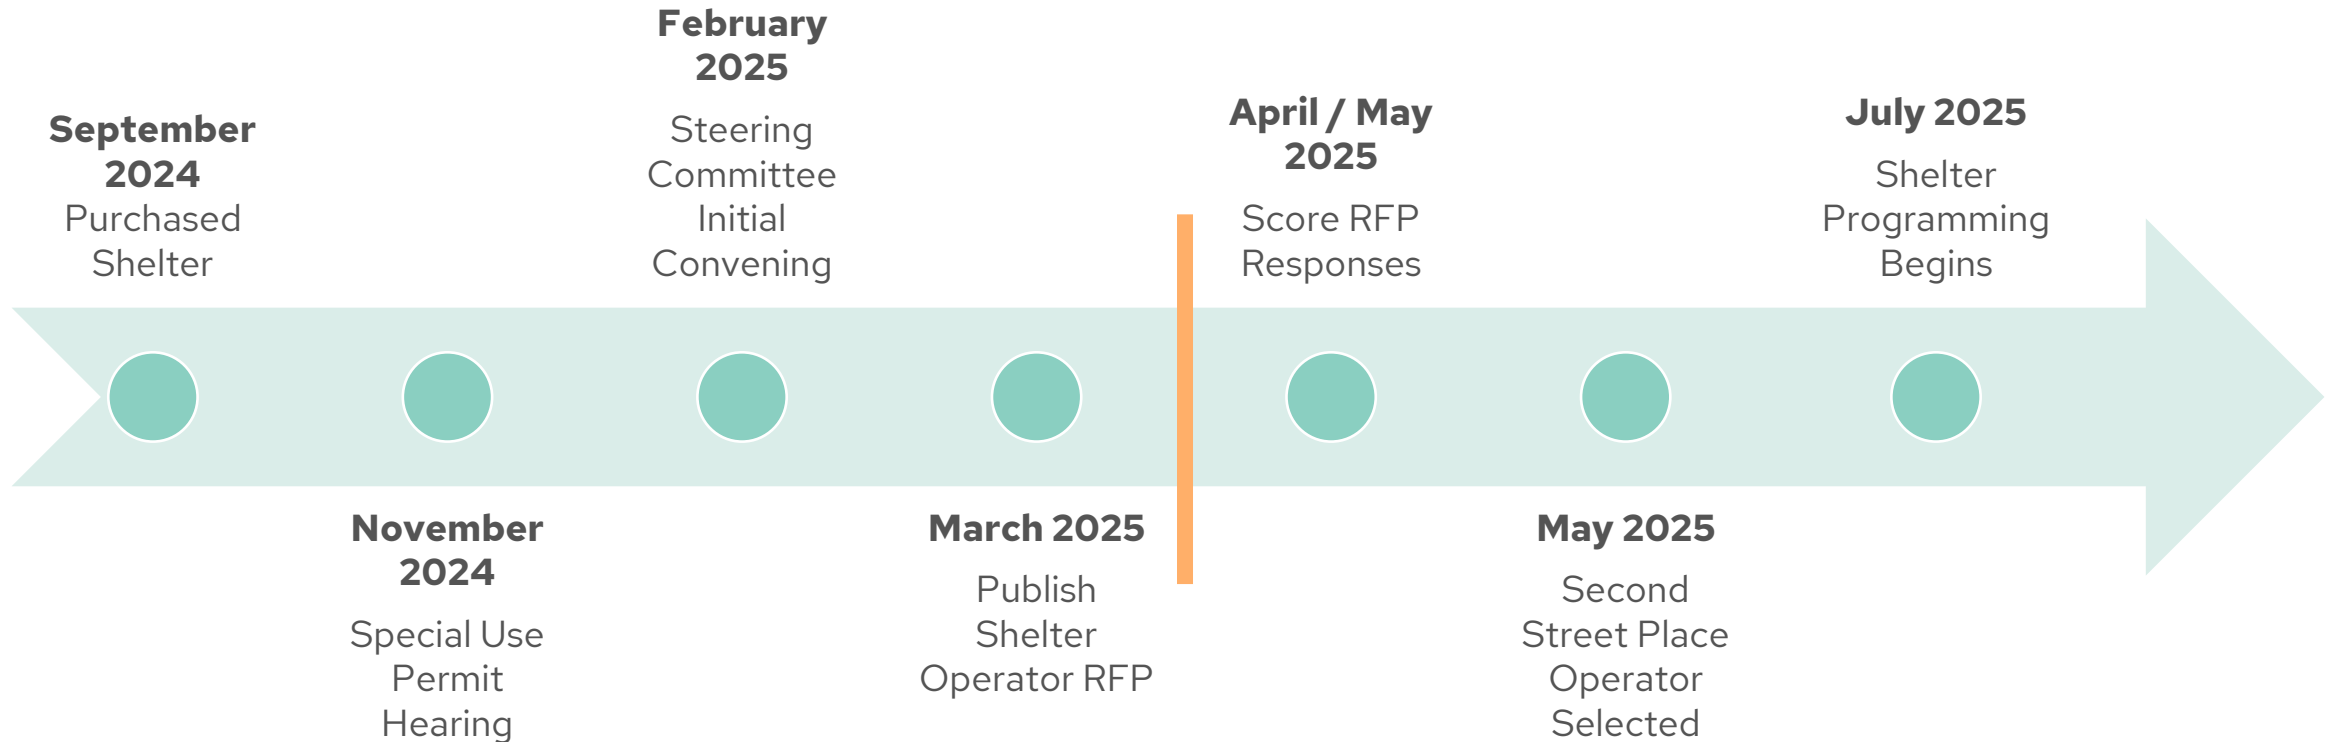 September
2024
Purchased
Shelter
November
2024
Special Use
Permit
Hearing
February
2025
Steering
Committee
Initial
Convening
March 2025
Publish
Shelter
Operator RFP
April / May
2025
Score RFP
Responses
May 2025
Second
Street Place
Operator
Selected
July 2025
Shelter
Programming
Begins